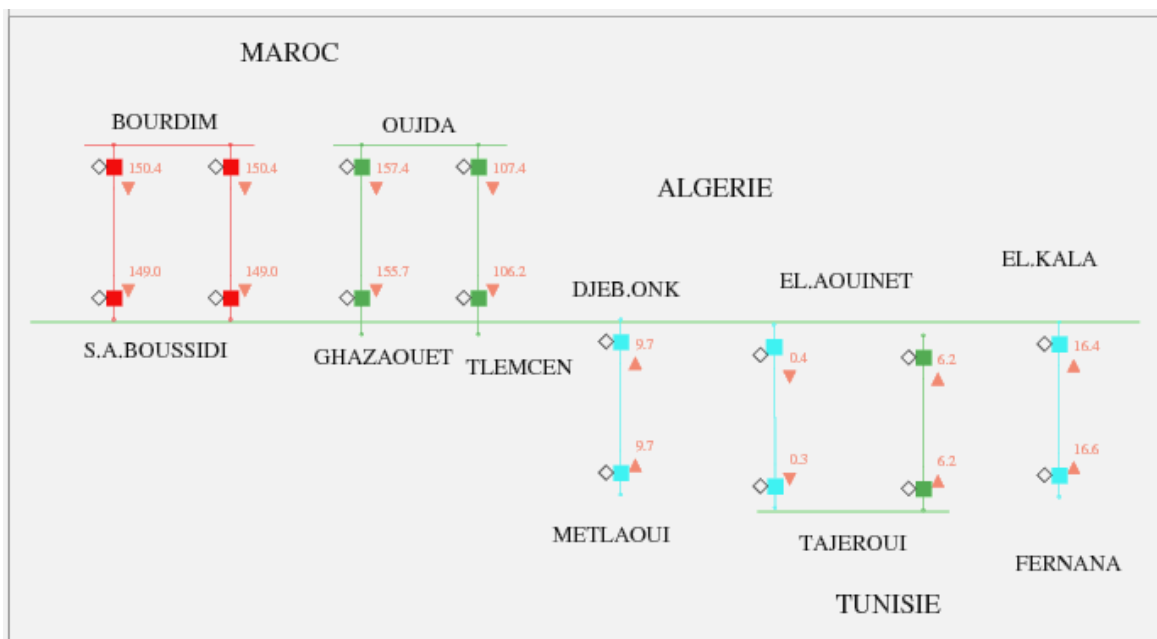 MAROC
BOURDIM
OUJDA
150.4
150.4
157.4
107.4
ALGERIE
149.0
149.0
155.7
106.2
DJEB.ONK
EL.AOUINET
EL.KALA
S.A.BOUSSIDI
GHAZAOUET
TLEMCEN
9.7
0.4
6.2
16.4
9.7
0.3
6.2
16.6
METLAOUI
TAJEROUI
FERNANA
TUNISIE